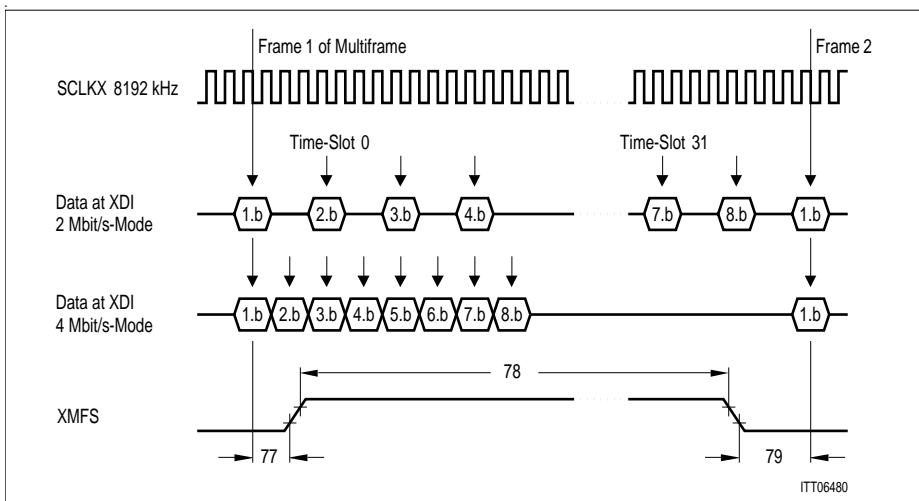 Frame 1 of Multiframe
Frame 2
SCLKX 8192 kHz
Time-Slot 0
Time-Slot 31
Data at XDI
2 Mbit/s-Mode
1.b 2.b 3.b 4.b 7.b 8.b 1.b
Data at XDI
4 Mbit/s-Mode
1.b 2.b 3.b 4.b 5.b 6.b 7.b 8.b 1.b
78
XMFS
77
79
ITT06480